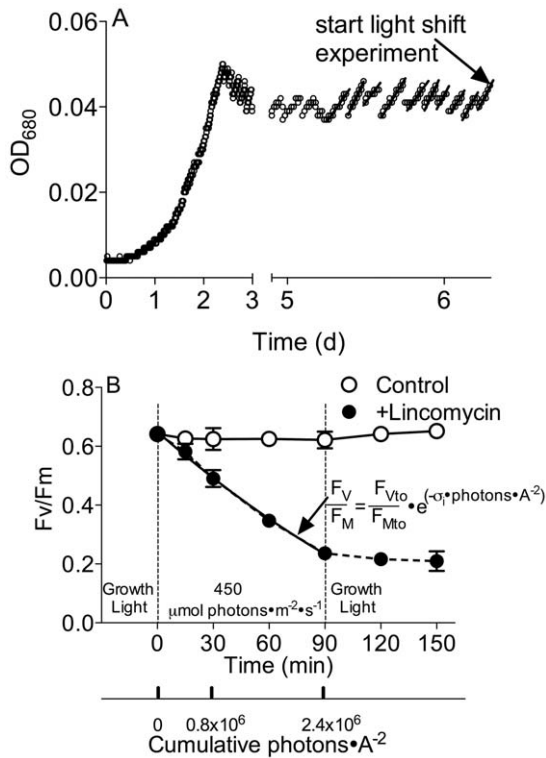 A
start light shift
experiment
0.06
0.04
0.02
0.00
OD680
0 1 2 3 5 6
Time (d)
B
Control
+Lincomycin
0.8
0.6
0.4
0.2
0.0
Fv/Fm
FV/FM = FVto/FMto • e(-σi•photons•A-2)
Growth
Light
450
μmol photons•m-2•s-1
Growth
Light
0 30 60 90 120 150
Time (min)
0 0.8x10^6 2.4x10^6
Cumulative photons•A-2